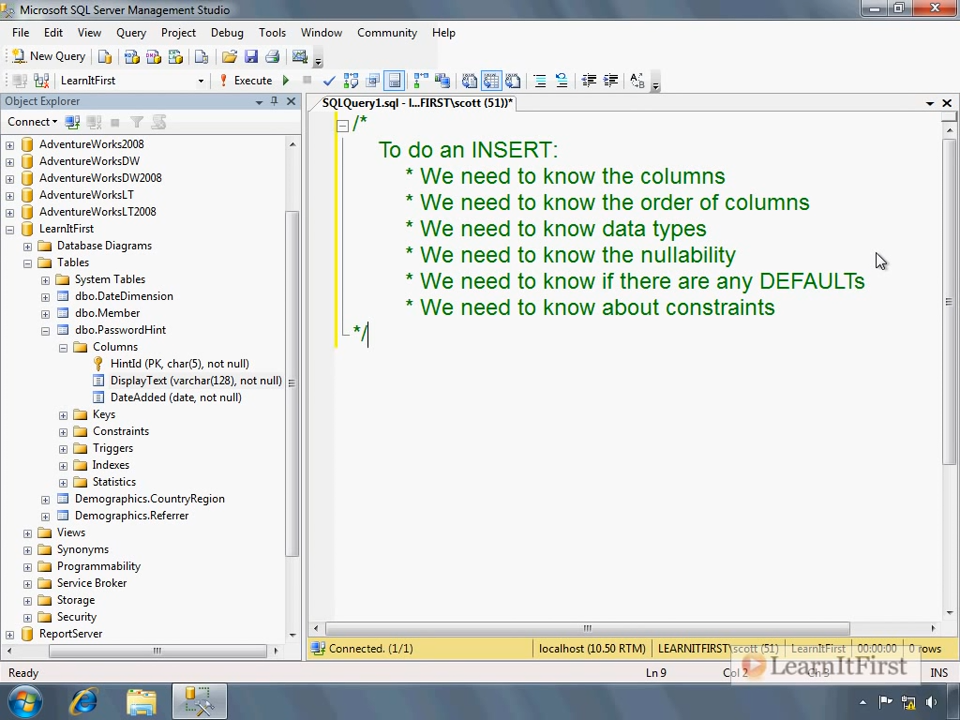 Microsoft SQL Server Management Studio
File Edit View Query Project Debug Tools Window Community Help
New Query
LearnItFirst Execute
Object Explorer
SQLQuery1.sql - l...FIRST\scott (51))*
Connect
AdventureWorks2008
AdventureWorksDW
AdventureWorksDW2008
AdventureWorksLT
AdventureWorksLT2008
LearnItFirst
Database Diagrams
Tables
System Tables
dbo.DateDimension
dbo.Member
dbo.PasswordHint
Columns
HintId (PK, char(5), not null)
DisplayText (varchar(128), not null)
DateAdded (date, not null)
Keys
Constraints
Triggers
Indexes
Statistics
Demographics.CountryRegion
Demographics.Referrer
Views
Synonyms
Programmability
Service Broker
Storage
Security
ReportServer
/*
To do an INSERT:
* We need to know the columns
* We need to know the order of columns
* We need to know data types
* We need to know the nullability
* We need to know if there are any DEFAULTs
* We need to know about constraints
*/
Connected. (1/1) localhost (10.50 RTM) LEARNITFIRST\scott (51) LearnItFirst 00:00:00 0 rows
Ready Ln 9 Col 2 Ch 3 INS
LearnItFirst